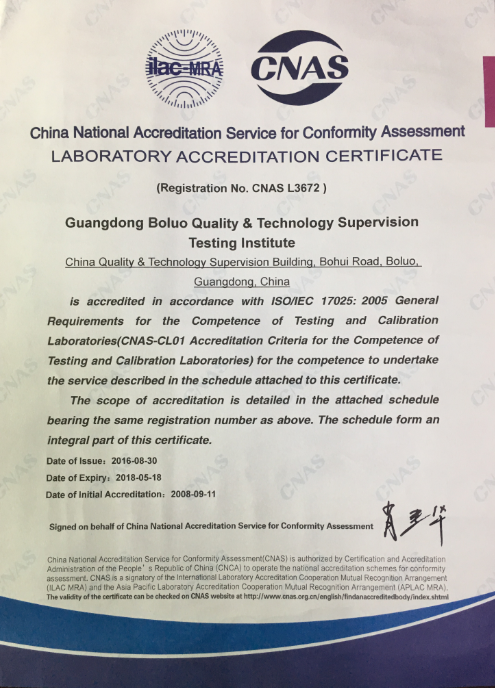 ilac-MRA
CNAS
China National Accreditation Service for Conformity Assessment
LABORATORY ACCREDITATION CERTIFICATE
(Registration No. CNAS L3672 )
Guangdong Boluo Quality & Technology Supervision
Testing Institute
China Quality & Technology Supervision Building, Bohui Road, Boluo,
Guangdong, China
is accredited in accordance with ISO/IEC 17025: 2005 General
Requirements for the Competence of Testing and Calibration
Laboratories(CNAS-CL01 Accreditation Criteria for the Competence of
Testing and Calibration Laboratories) for the competence to undertake
the service described in the schedule attached to this certificate.
The scope of accreditation is detailed in the attached schedule
bearing the same registration number as above. The schedule form an
integral part of this certificate.
Date of Issue: 2016-08-30
Date of Expiry: 2018-05-18
Date of Initial Accreditation: 2008-09-11
Signed on behalf of China National Accreditation Service for Conformity Assessment
China National Accreditation Service for Conformity Assessment(CNAS) is authorized by Certification and Accreditation
Administration of the People's Republic of China (CNCA) to operate the national accreditation schemes for conformity
assessment. CNAS is a signatory of the International Laboratory Accreditation Cooperation Mutual Recognition Arrangement
(ILAC MRA) and the Asia Pacific Laboratory Accreditation Cooperation Mutual Recognition Arrangement (APLAC MRA).
The validity of the certificate can be checked on CNAS website at http://www.cnas.org.cn/english/findanaccreditedbody/index.shtml